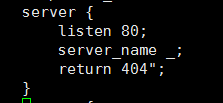 server {
listen 80;
server_name _;
return 404";
}